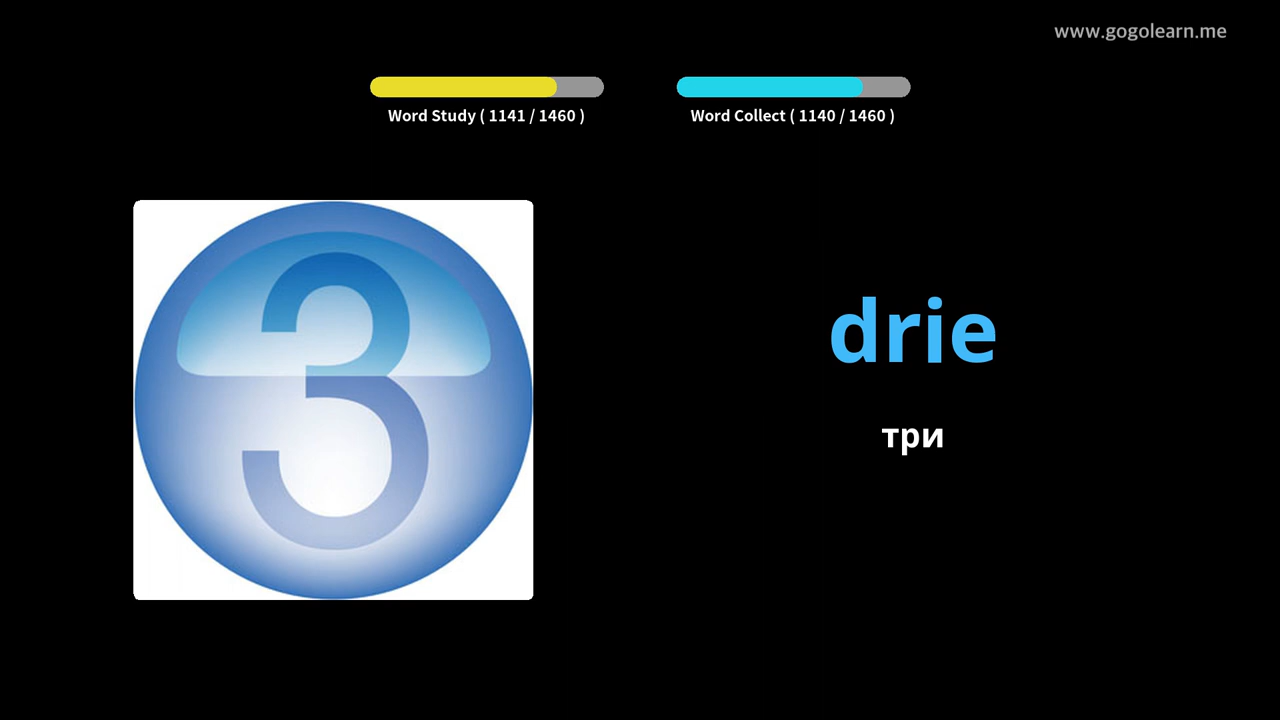 www.gogolearn.me
Word Study ( 1141 / 1460 )
Word Collect ( 1140 / 1460 )
3
drie
три